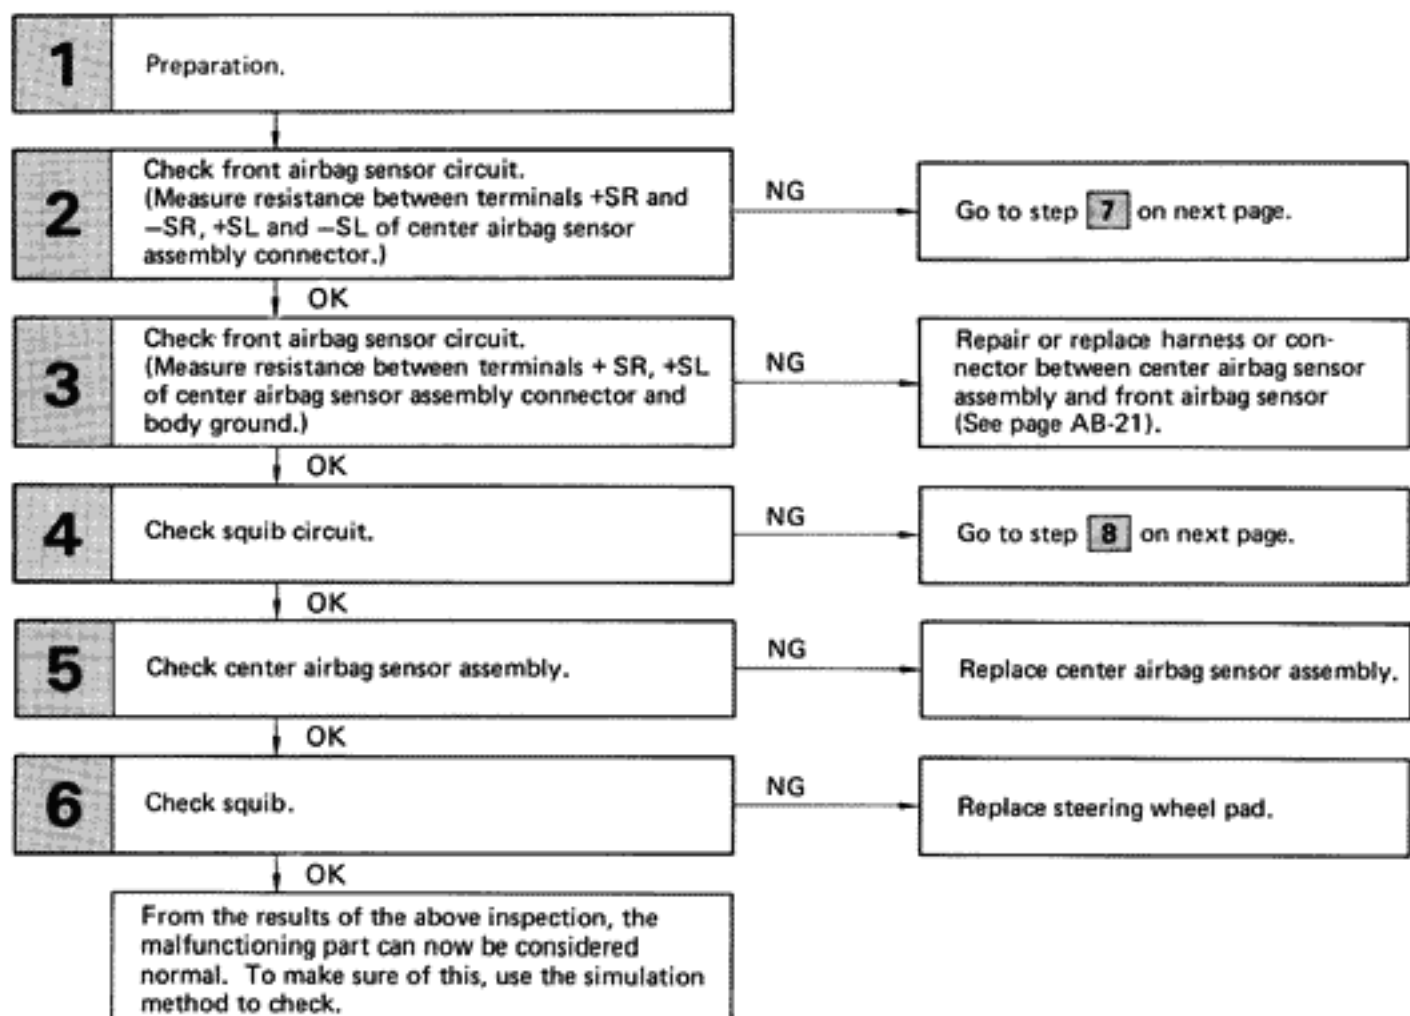 1
Preparation.
2
Check front airbag sensor circuit.
(Measure resistance between terminals +SR and
−SR, +SL and −SL of center airbag sensor
assembly connector.)
NG
Go to step 7 on next page.
OK
3
Check front airbag sensor circuit.
(Measure resistance between terminals + SR, +SL
of center airbag sensor assembly connector and
body ground.)
NG
Repair or replace harness or con-
nector between center airbag sensor
assembly and front airbag sensor
(See page AB-21).
OK
4
Check squib circuit.
NG
Go to step 8 on next page.
OK
5
Check center airbag sensor assembly.
NG
Replace center airbag sensor assembly.
OK
6
Check squib.
NG
Replace steering wheel pad.
OK
From the results of the above inspection, the
malfunctioning part can now be considered
normal. To make sure of this, use the simulation
method to check.